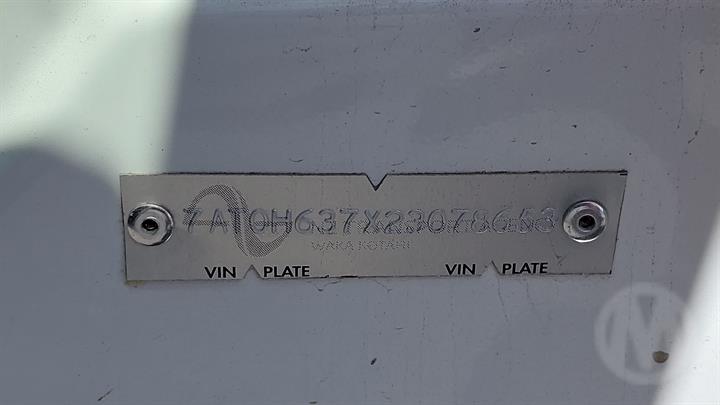 7AT0H637X23078653
WAKA KOTAHI
VIN PLATE VIN PLATE
M